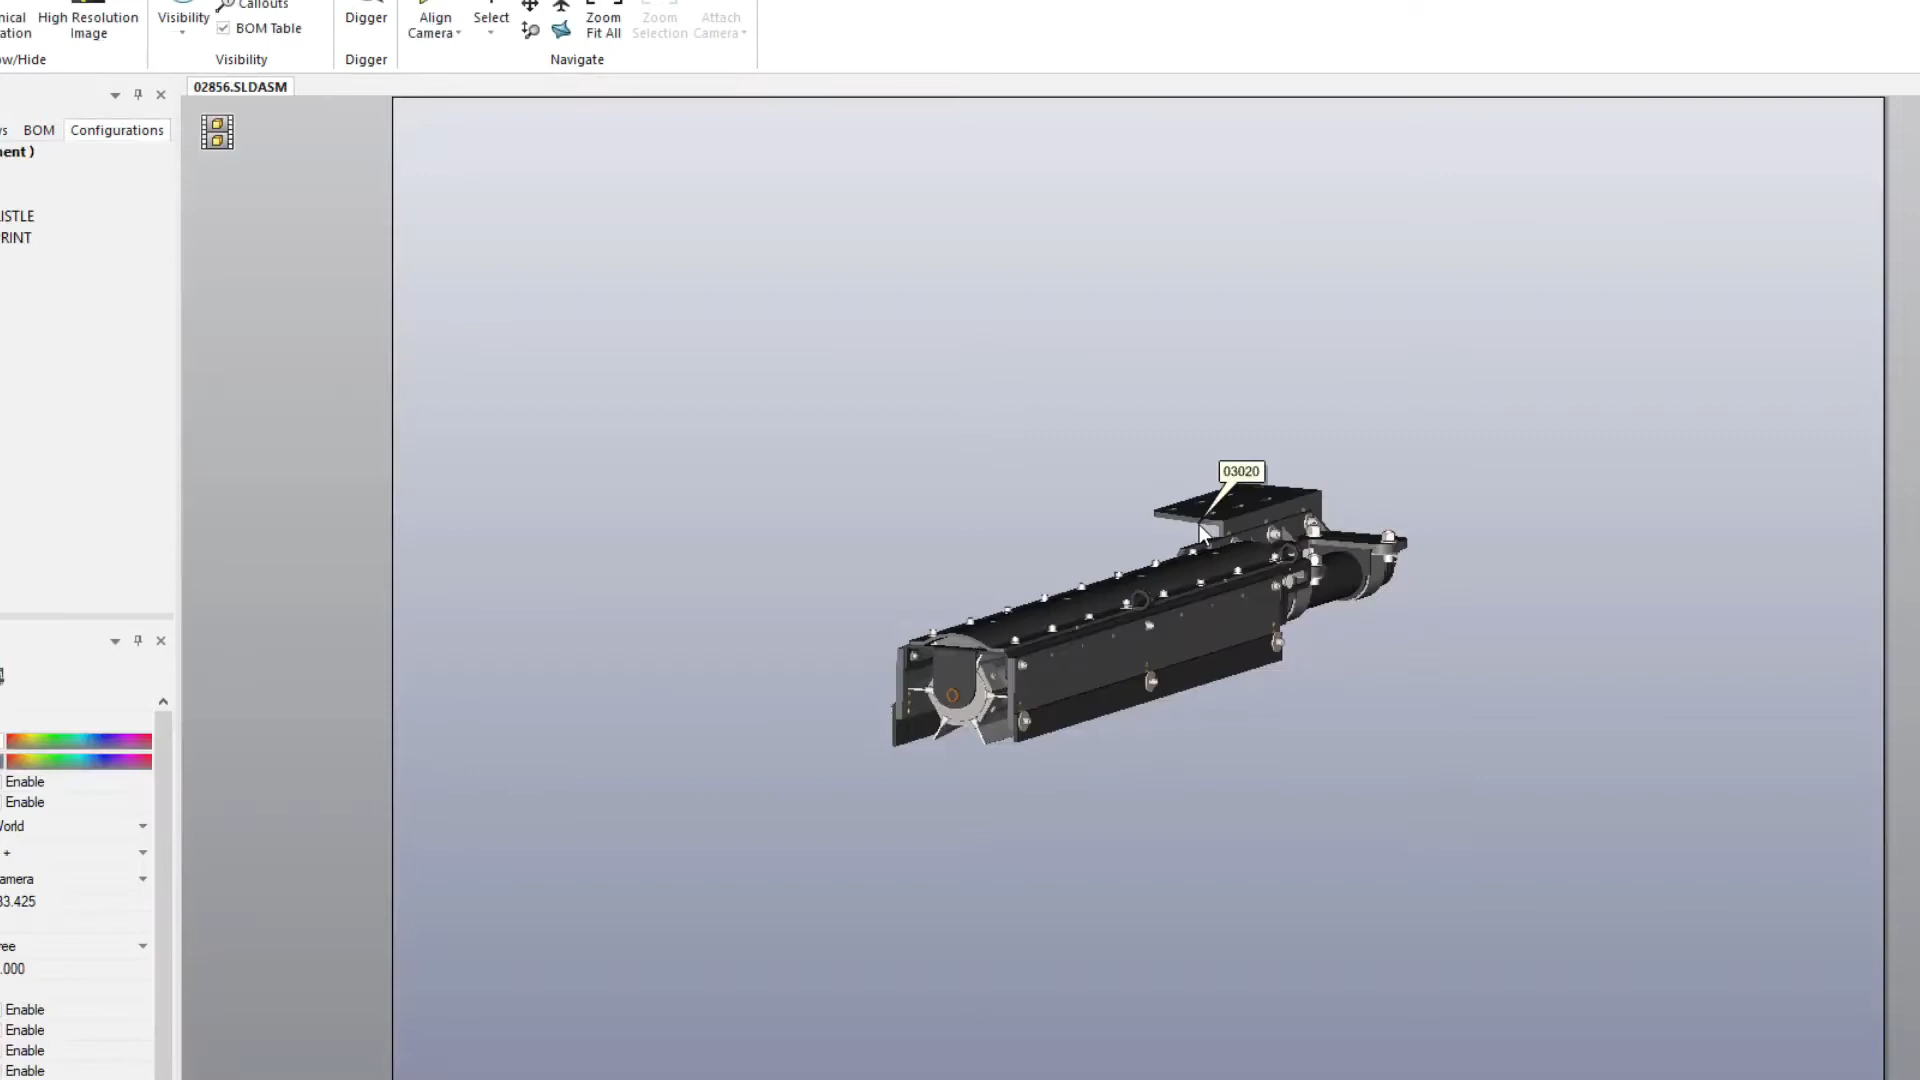 nical
ation
High Resolution
Image
w/Hide
Visibility
Callouts
BOM Table
Visibility
Digger
Digger
Align
Camera
Select
Zoom
Fit All
Zoom
Selection
Attach
Camera
Navigate
02856.SLDASM
s
BOM
Configurations
ent )
ISTLE
RINT
03020
Enable
Enable
orld
+
amera
33.425
ree
.000
Enable
Enable
Enable
Enable